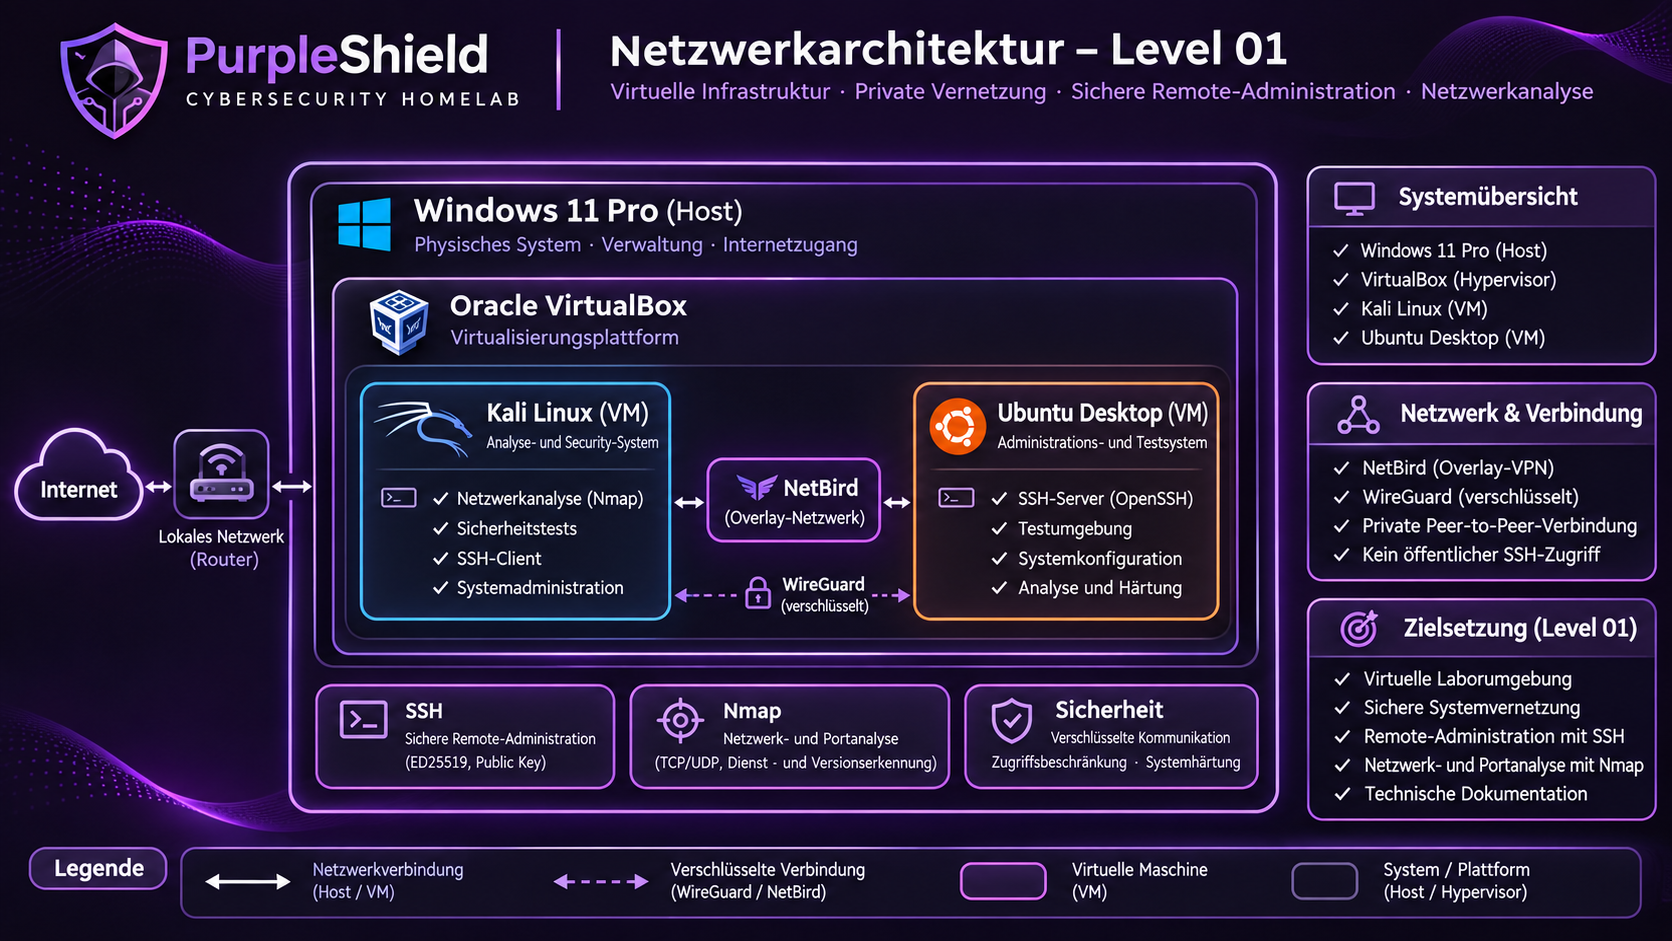 PurpleShield
CYBERSECURITY HOMELAB
Netzwerkarchitektur – Level 01
Virtuelle Infrastruktur · Private Vernetzung · Sichere Remote-Administration · Netzwerkanalyse
Windows 11 Pro (Host)
Physisches System · Verwaltung · Internetzugang
Oracle VirtualBox
Virtualisierungsplattform
Internet
Lokales Netzwerk
(Router)
Kali Linux (VM)
Analyse- und Security-System
✓ Netzwerkanalyse (Nmap)
✓ Sicherheitstests
✓ SSH-Client
✓ Systemadministration
NetBird
(Overlay-Netzwerk)
WireGuard
(verschlüsselt)
Ubuntu Desktop (VM)
Administrations- und Testsystem
✓ SSH-Server (OpenSSH)
✓ Testumgebung
✓ Systemkonfiguration
✓ Analyse und Härtung
SSH
Sichere Remote-Administration
(ED25519, Public Key)
Nmap
Netzwerk- und Portanalyse
(TCP/UDP, Dienst - und Versionserkennung)
Sicherheit
Verschlüsselte Kommunikation
Zugriffsbeschränkung · Systemhärtung
Systemübersicht
✓ Windows 11 Pro (Host)
✓ VirtualBox (Hypervisor)
✓ Kali Linux (VM)
✓ Ubuntu Desktop (VM)
Netzwerk & Verbindung
✓ NetBird (Overlay-VPN)
✓ WireGuard (verschlüsselt)
✓ Private Peer-to-Peer-Verbindung
✓ Kein öffentlicher SSH-Zugriff
Zielsetzung (Level 01)
✓ Virtuelle Laborumgebung
✓ Sichere Systemvernetzung
✓ Remote-Administration mit SSH
✓ Netzwerk- und Portanalyse mit Nmap
✓ Technische Dokumentation
Legende
Netzwerkverbindung
(Host / VM)
Verschlüsselte Verbindung
(WireGuard / NetBird)
Virtuelle Maschine
(VM)
System / Plattform
(Host / Hypervisor)